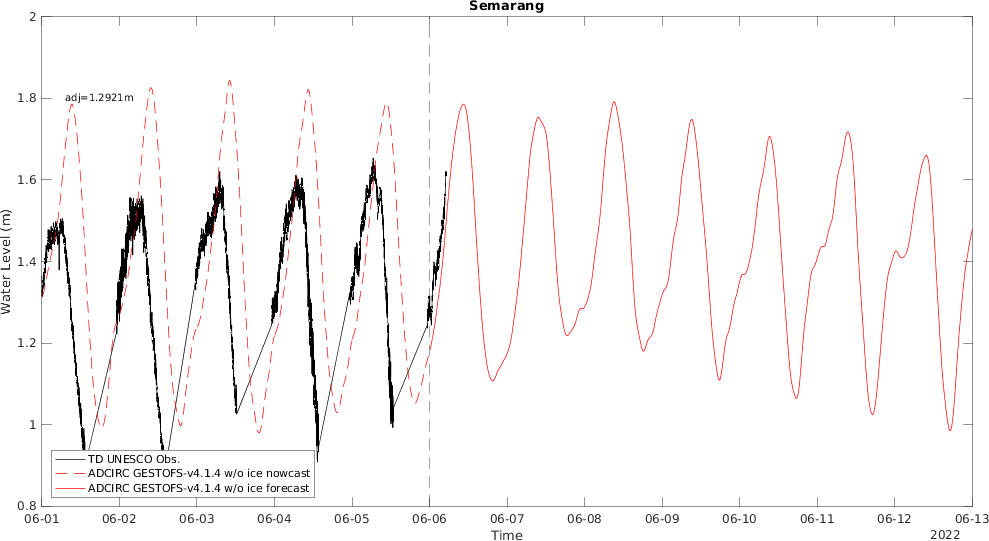 Semarang
2
1.8
1.6
1.4
1.2
1
0.8
Water Level (m)
adj=1.2921m
TD UNESCO Obs.
ADCIRC GESTOFS-v4.1.4 w/o ice nowcast
ADCIRC GESTOFS-v4.1.4 w/o ice forecast
06-01 06-02 06-03 06-04 06-05 06-06 06-07 06-08 06-09 06-10 06-11 06-12 06-13
Time
2022